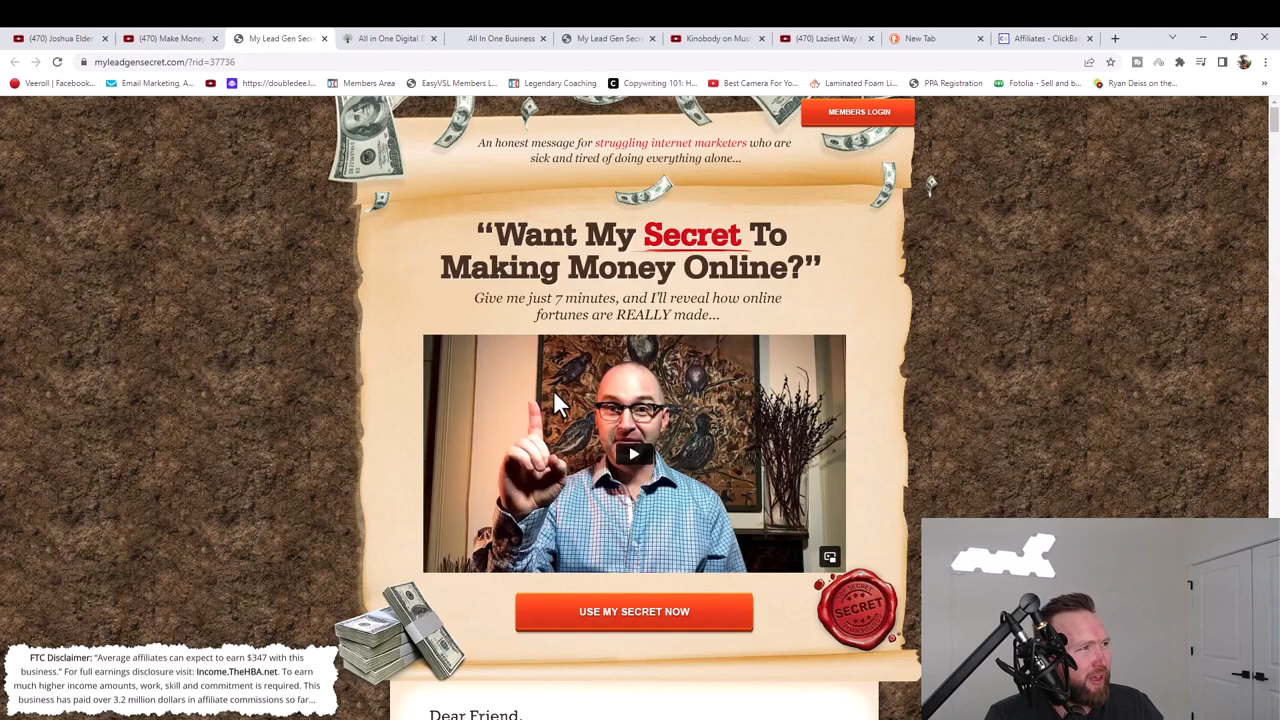 (470) Joshua Elder
(470) Make Money
My Lead Gen Secr
All in One Digital B
All In One Business
My Lead Gen Secr
Kinobody on Mus
(470) Laziest Way t
New Tab
Affiliates - ClickBa
myleadgensecret.com/?rid=37736
Veeroll | Facebook...
Email Marketing, A...
https://doubledee.l...
Members Area
EasyVSL Members L...
Legendary Coaching
Copywriting 101: H...
Best Camera For Yo...
Laminated Foam Li...
PPA Registration
Fotolia - Sell and b...
Ryan Deiss on the...
MEMBERS LOGIN
An honest message for struggling internet marketers who are
sick and tired of doing everything alone...
“Want My Secret To
Making Money Online?”
Give me just 7 minutes, and I'll reveal how online
fortunes are REALLY made...
USE MY SECRET NOW
SECRET
FTC Disclaimer: “Average affiliates can expect to earn $347 with this
business.” For full earnings disclosure visit: Income.TheHBA.net. To earn
much higher income amounts, work, skill and commitment is required. This
business has paid over 3.2 million dollars in affiliate commissions so far...
Dear Friend,